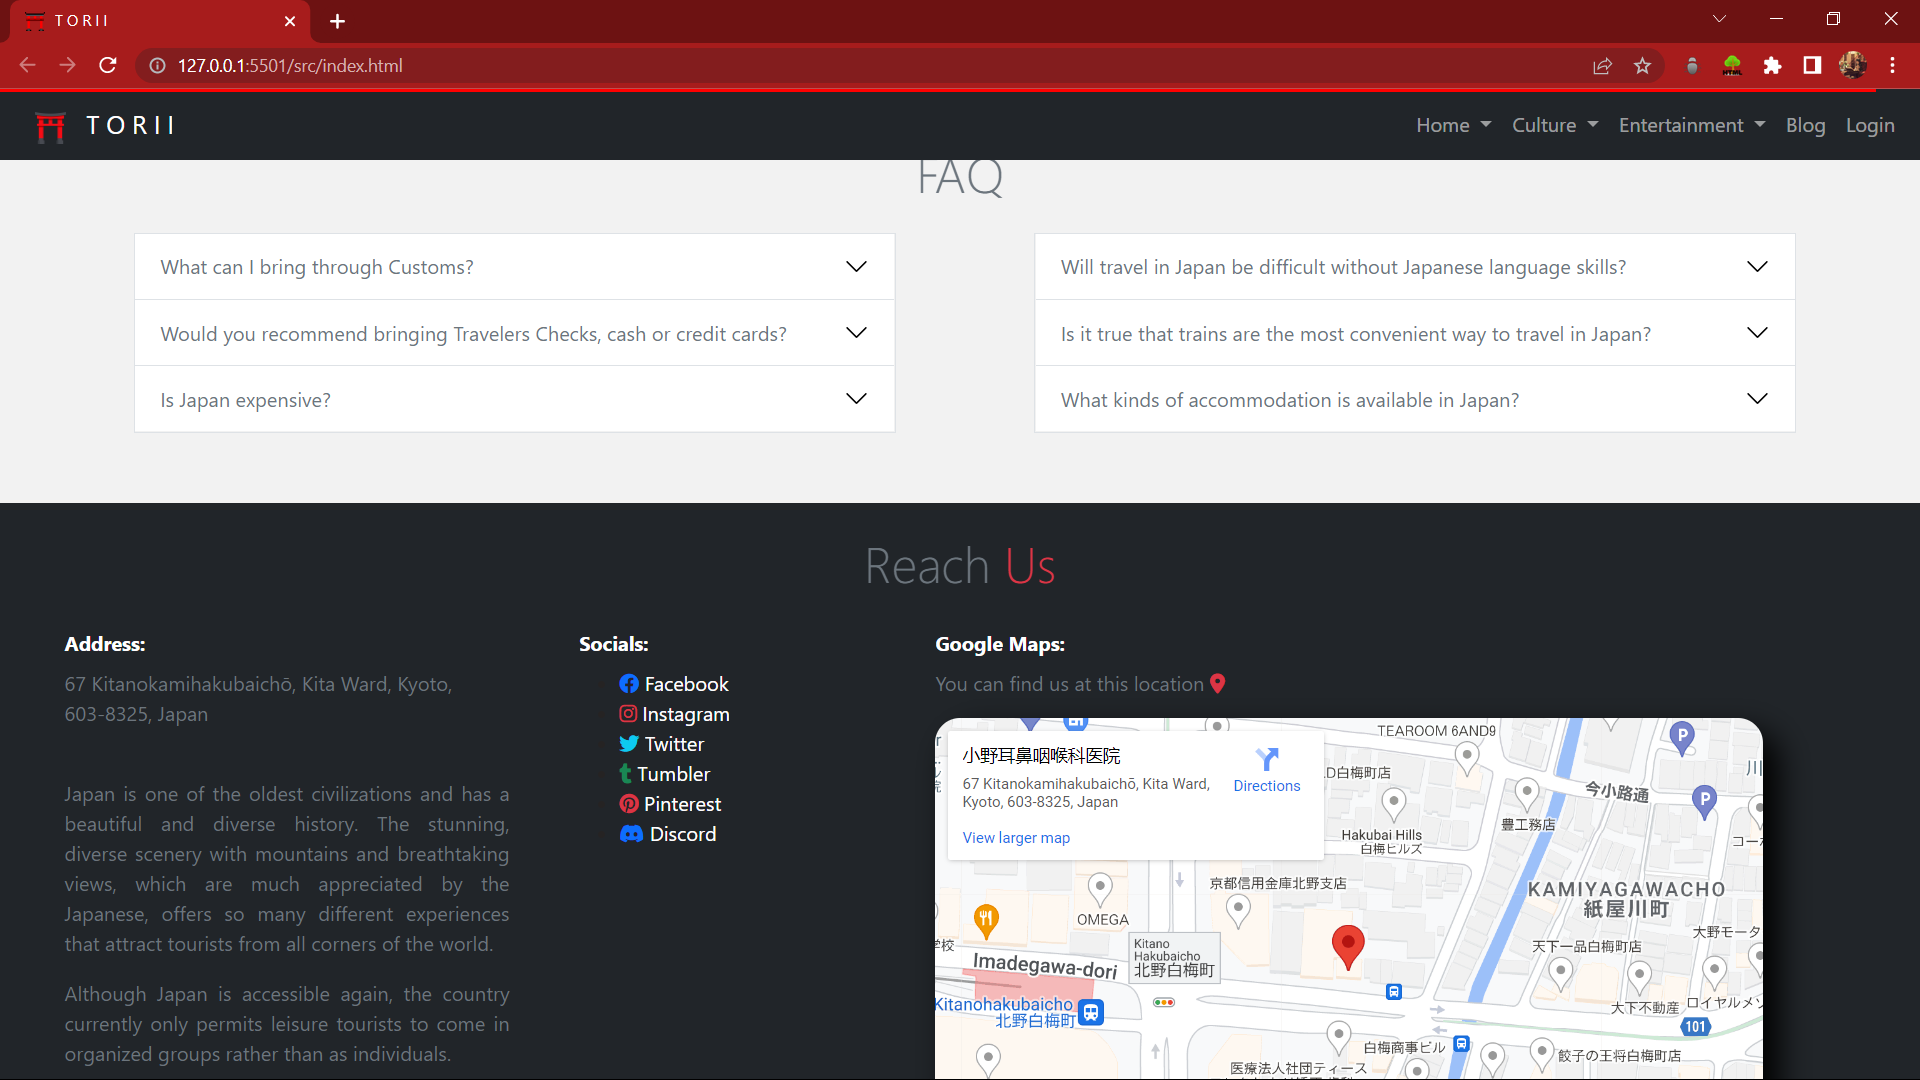 TORII
127.0.0.1:5501/src/index.html
TORII
Home
Culture
Entertainment
Blog
Login
FAQ
What can I bring through Customs?
Would you recommend bringing Travelers Checks, cash or credit cards?
Is Japan expensive?
Will travel in Japan be difficult without Japanese language skills?
Is it true that trains are the most convenient way to travel in Japan?
What kinds of accommodation is available in Japan?
Reach Us
Address:
67 Kitanokamihakubaichō, Kita Ward, Kyoto,
603-8325, Japan
Japan is one of the oldest civilizations and has a
beautiful and diverse history. The stunning,
diverse scenery with mountains and breathtaking
views, which are much appreciated by the
Japanese, offers so many different experiences
that attract tourists from all corners of the world.
Although Japan is accessible again, the country
currently only permits leisure tourists to come in
organized groups rather than as individuals.
Socials:
Facebook
Instagram
Twitter
Tumbler
Pinterest
Discord
Google Maps:
You can find us at this location
小野耳鼻咽喉科医院
67 Kitanokamihakubaichō, Kita Ward,
Kyoto, 603-8325, Japan
Directions
View larger map
TEAROOM 6AND9
LD白梅町店
今小路通
川
P
P
豊工務店
Hakubai Hills
白梅ヒルズ
コー
京都信用金庫北野支店
KAMIYAGAWACHO
紙屋川町
OMEGA
大野モータ
学校
Kitano
Hakubaicho
北野白梅町
天下一品白梅町店
Imadegawa-dori
Kitanohakubaicho
北野白梅町
大下不動産
ロイヤルメゾ
101
白梅商事ビル
餃子の王将白梅町店
医療法人社団ティース